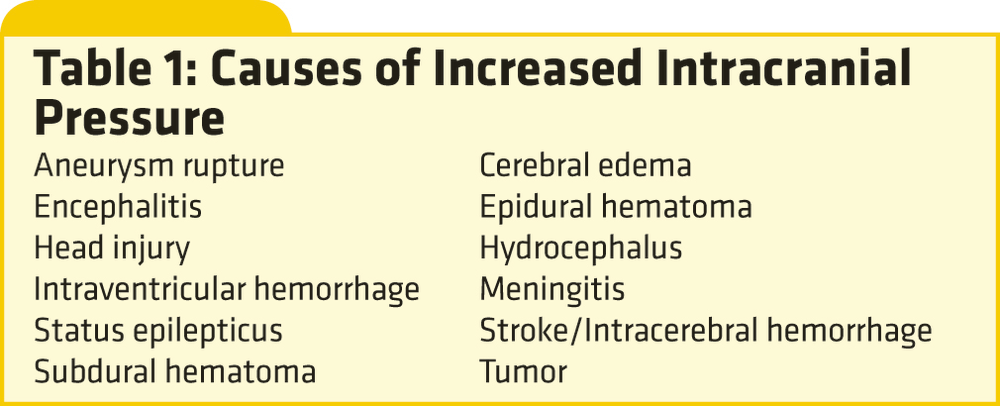 Table 1: Causes of Increased Intracranial
Pressure
Aneurysm rupture
Cerebral edema
Encephalitis
Epidural hematoma
Head injury
Hydrocephalus
Intraventricular hemorrhage
Meningitis
Status epilepticus
Stroke/Intracerebral hemorrhage
Subdural hematoma
Tumor